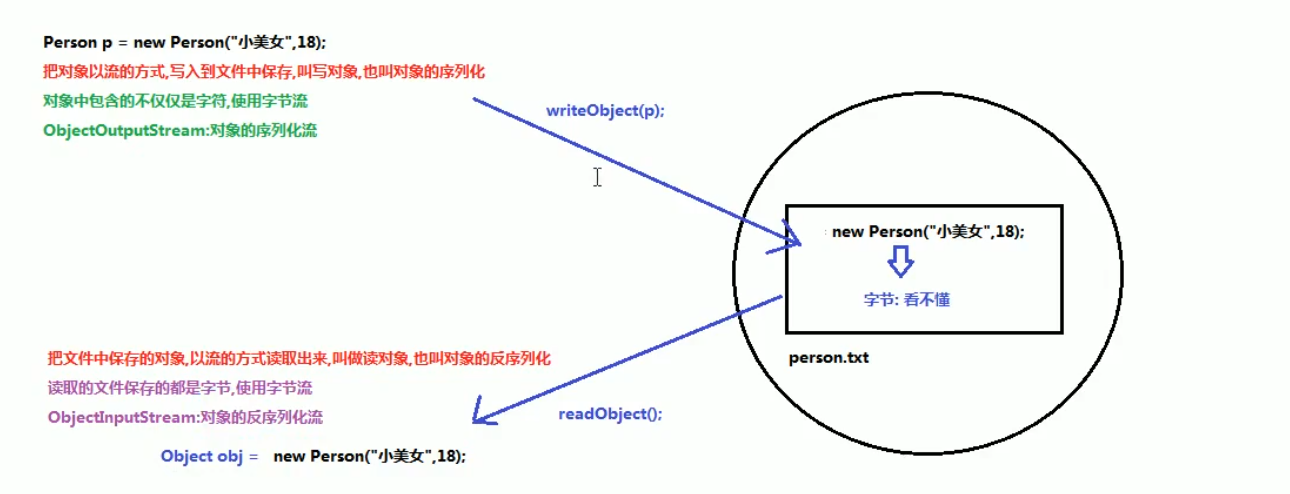 Person p = new Person("小美女",18);
把对象以流的方式,写入到文件中保存,叫写对象,也叫对象的序列化
对象中包含的不仅仅是字符,使用字节流
ObjectOutputStream:对象的序列化流
writeObject(p);
new Person("小美女",18);
字节: 看不懂
person.txt
把文件中保存的对象,以流的方式读取出来,叫做读对象,也叫对象的反序列化
读取的文件保存的都是字节,使用字节流
ObjectInputStream:对象的反序列化流
readObject();
Object obj = new Person("小美女",18);